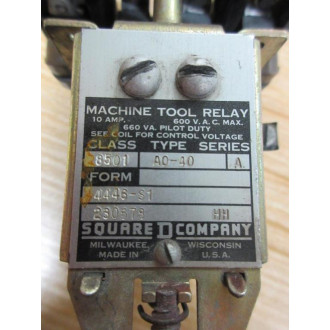 MACHINE TOOL RELAY
10 AMP. 600 V. A.C. MAX.
660 VA. PILOT DUTY
SEE COIL FOR CONTROL VOLTAGE
CLASS TYPE SERIES
8501 AO-40 A
FORM
HH
SQUARE D COMPANY
MILWAUKEE, WISCONSIN
MADE IN U.S.A.